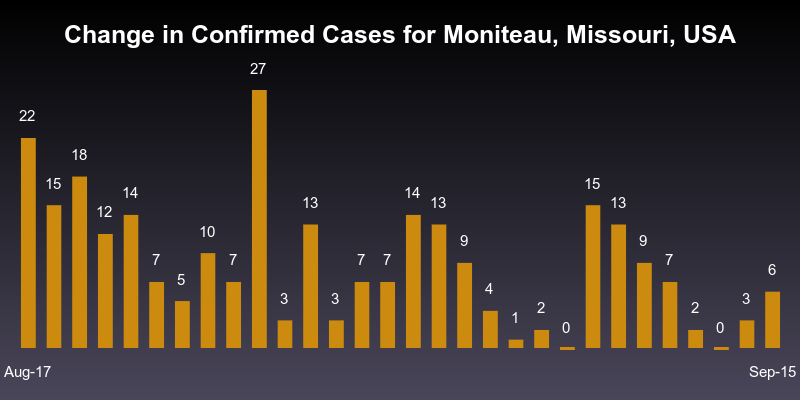 Change in Confirmed Cases for Moniteau, Missouri, USA
22 15 18 12 14 7 5 10 7 27 3 13 3 7 7 14 13 9 4 1 2 0 15 13 9 7 2 0 3 6
Aug-17 Sep-15